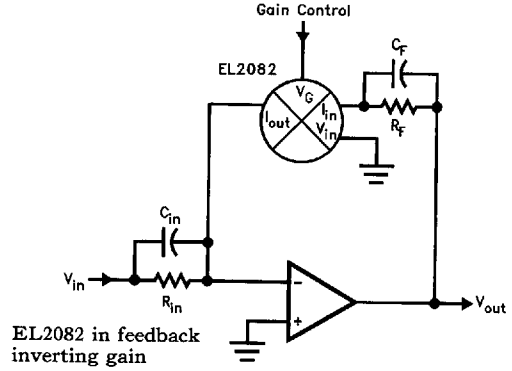 Gain Control
EL2082
C_F
V_G
I_in
I_out
V_in
R_F
C_in
V_in
R_in
-
+
V_out
EL2082 in feedback
inverting gain